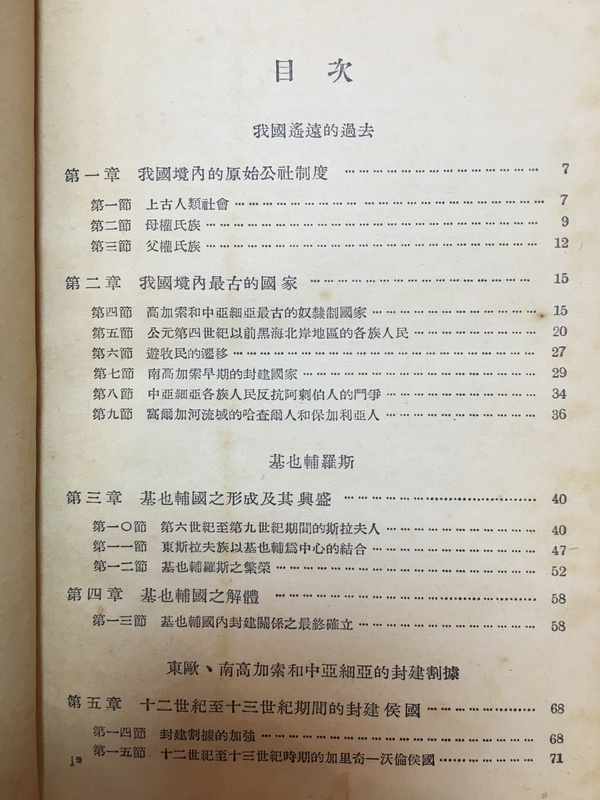 目次
我國遙遠的過去
第一章 我國境內的原始公社制度 ……………………………… 7
第一節 上古人類社會 ……………………………… 7
第二節 母權氏族 ……………………………… 9
第三節 父權氏族 ……………………………… 12
第二章 我國境內最古的國家 ……………………………… 15
第四節 高加索和中亞細亞最古的奴隸制國家 ……………………………… 15
第五節 公元第四世紀以前黑海北岸地區的各族人民 ……………………………… 20
第六節 遊牧民的遷移 ……………………………… 27
第七節 南高加索早期的封建國家 ……………………………… 29
第八節 中亞細亞各族人民反抗阿剌伯人的鬥爭 ……………………………… 34
第九節 窩爾加河流域的哈查爾人和保加利亞人 ……………………………… 36
基也輔羅斯
第三章 基也輔國之形成及其興盛 ……………………………… 40
第一〇節 第六世紀至第九世紀期間的斯拉夫人 ……………………………… 40
第一一節 東斯拉夫族以基也輔爲中心的結合 ……………………………… 47
第一二節 基也輔羅斯之繁榮 ……………………………… 52
第四章 基也輔國之解體 ……………………………… 58
第一三節 基也輔國內封建關係之最終確立 ……………………………… 58
東歐、南高加索和中亞細亞的封建割據
第五章 十二世紀至十三世紀期間的封建侯國 ……………………………… 68
第一四節 封建割據的加強 ……………………………… 68
第一五節 十二世紀至十三世紀時期的加里奇—沃倫侯國 ……………………………… 71